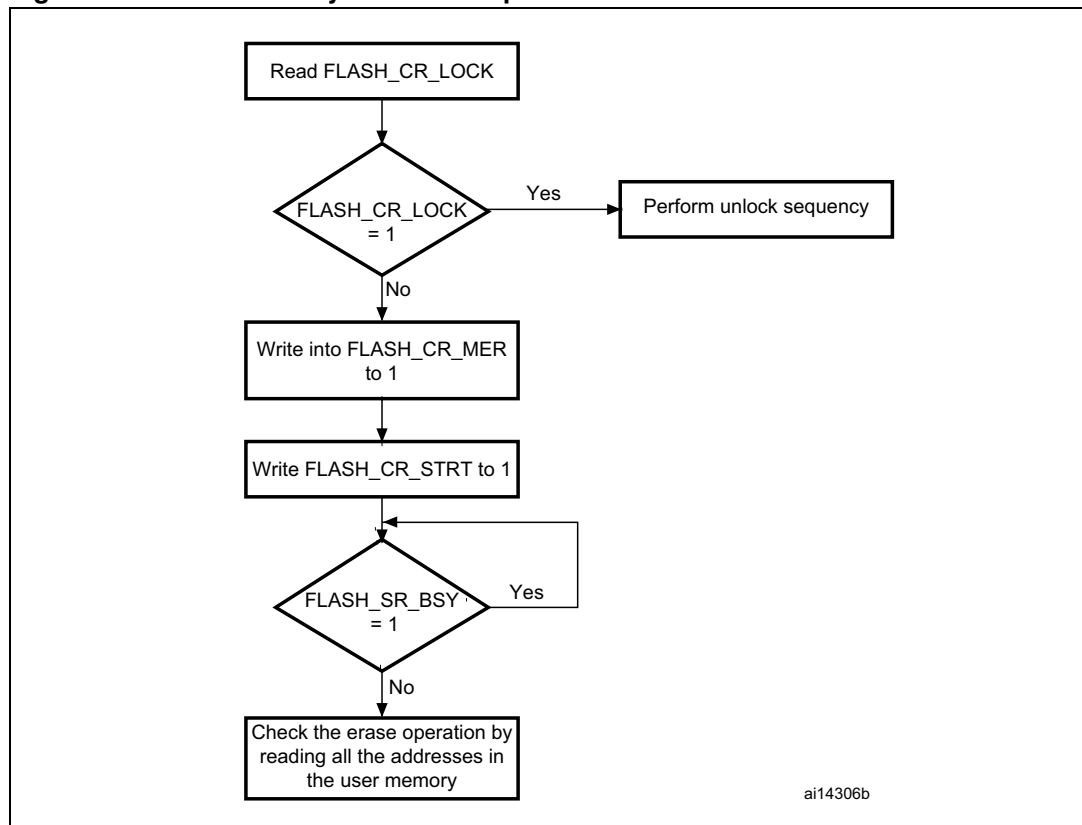 Read FLASH_CR_LOCK
FLASH_CR_LOCK
= 1
Yes
Perform unlock sequency
No
Write into FLASH_CR_MER
to 1
Write FLASH_CR_STRT to 1
FLASH_SR_BSY
= 1
Yes
No
Check the erase operation by
reading all the addresses in
the user memory
ai14306b